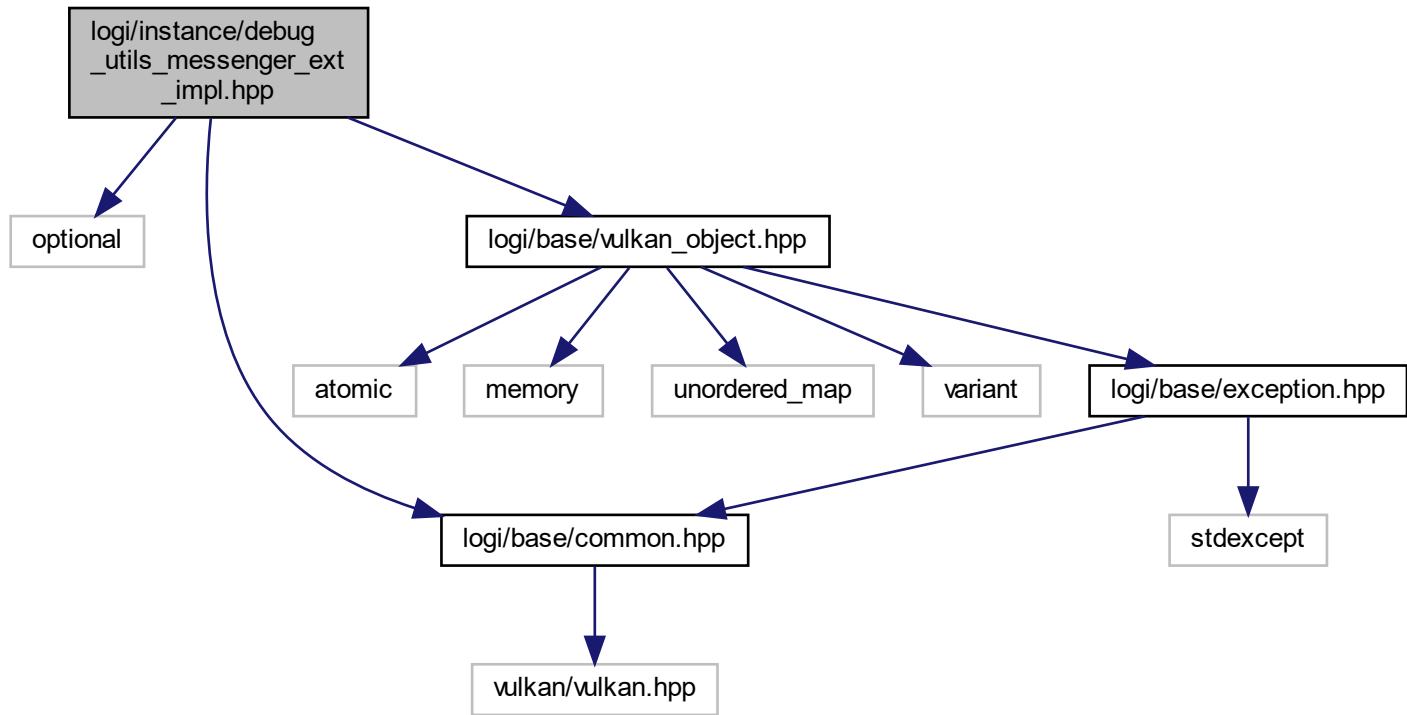 logi/instance/debug
_utils_messenger_ext
_impl.hpp
optional
logi/base/vulkan_object.hpp
atomic
memory
unordered_map
variant
logi/base/exception.hpp
logi/base/common.hpp
stdexcept
vulkan/vulkan.hpp